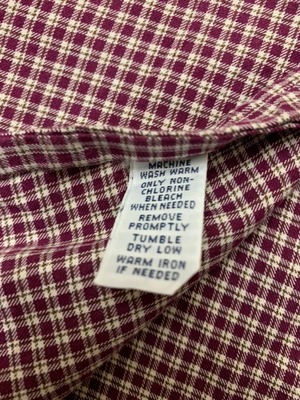 MACHINE
WASH WARM
ONLY NON-
CHLORINE
BLEACH
WHEN NEEDED
REMOVE
PROMPTLY
TUMBLE
DRY LOW
WARM IRON
IF NEEDED